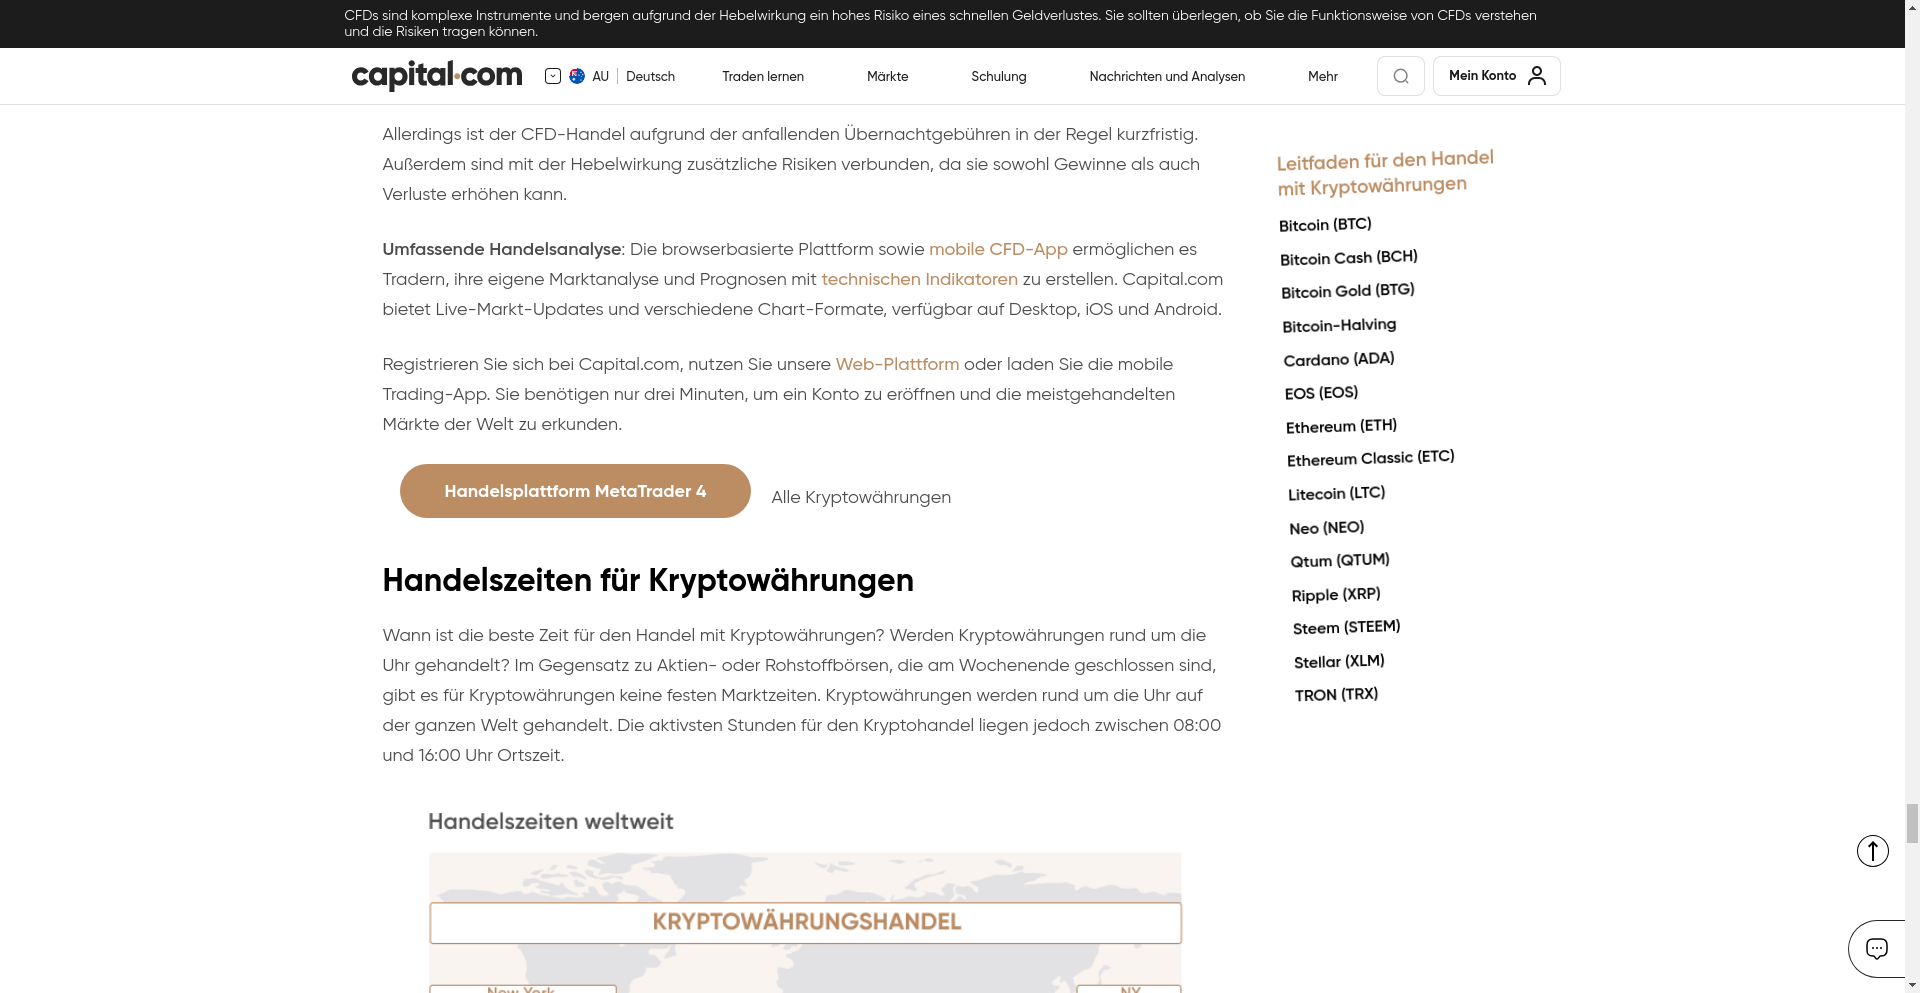 CFDs sind komplexe Instrumente und bergen aufgrund der Hebelwirkung ein hohes Risiko eines schnellen Geldverlustes. Sie sollten überlegen, ob Sie die Funktionsweise von CFDs verstehen
und die Risiken tragen können.
capital.com
AU | Deutsch
Traden lernen
Märkte
Schulung
Nachrichten und Analysen
Mehr
Mein Konto
Allerdings ist der CFD-Handel aufgrund der anfallenden Übernachtgebühren in der Regel kurzfristig.
Außerdem sind mit der Hebelwirkung zusätzliche Risiken verbunden, da sie sowohl Gewinne als auch
Verluste erhöhen kann.
Umfassende Handelsanalyse: Die browserbasierte Plattform sowie mobile CFD-App ermöglichen es
Tradern, ihre eigene Marktanalyse und Prognosen mit technischen Indikatoren zu erstellen. Capital.com
bietet Live-Markt-Updates und verschiedene Chart-Formate, verfügbar auf Desktop, iOS und Android.
Registrieren Sie sich bei Capital.com, nutzen Sie unsere Web-Plattform oder laden Sie die mobile
Trading-App. Sie benötigen nur drei Minuten, um ein Konto zu eröffnen und die meistgehandelten
Märkte der Welt zu erkunden.
Handelsplattform MetaTrader 4
Alle Kryptowährungen
Handelszeiten für Kryptowährungen
Wann ist die beste Zeit für den Handel mit Kryptowährungen? Werden Kryptowährungen rund um die
Uhr gehandelt? Im Gegensatz zu Aktien- oder Rohstoffbörsen, die am Wochenende geschlossen sind,
gibt es für Kryptowährungen keine festen Marktzeiten. Kryptowährungen werden rund um die Uhr auf
der ganzen Welt gehandelt. Die aktivsten Stunden für den Kryptohandel liegen jedoch zwischen 08:00
und 16:00 Uhr Ortszeit.
Handelszeiten weltweit
KRYPTOWÄHRUNGSHANDEL
New York
NY
Leitfaden für den Handel
mit Kryptowährungen
Bitcoin (BTC)
Bitcoin Cash (BCH)
Bitcoin Gold (BTG)
Bitcoin-Halving
Cardano (ADA)
EOS (EOS)
Ethereum (ETH)
Ethereum Classic (ETC)
Litecoin (LTC)
Neo (NEO)
Qtum (QTUM)
Ripple (XRP)
Steem (STEEM)
Stellar (XLM)
TRON (TRX)